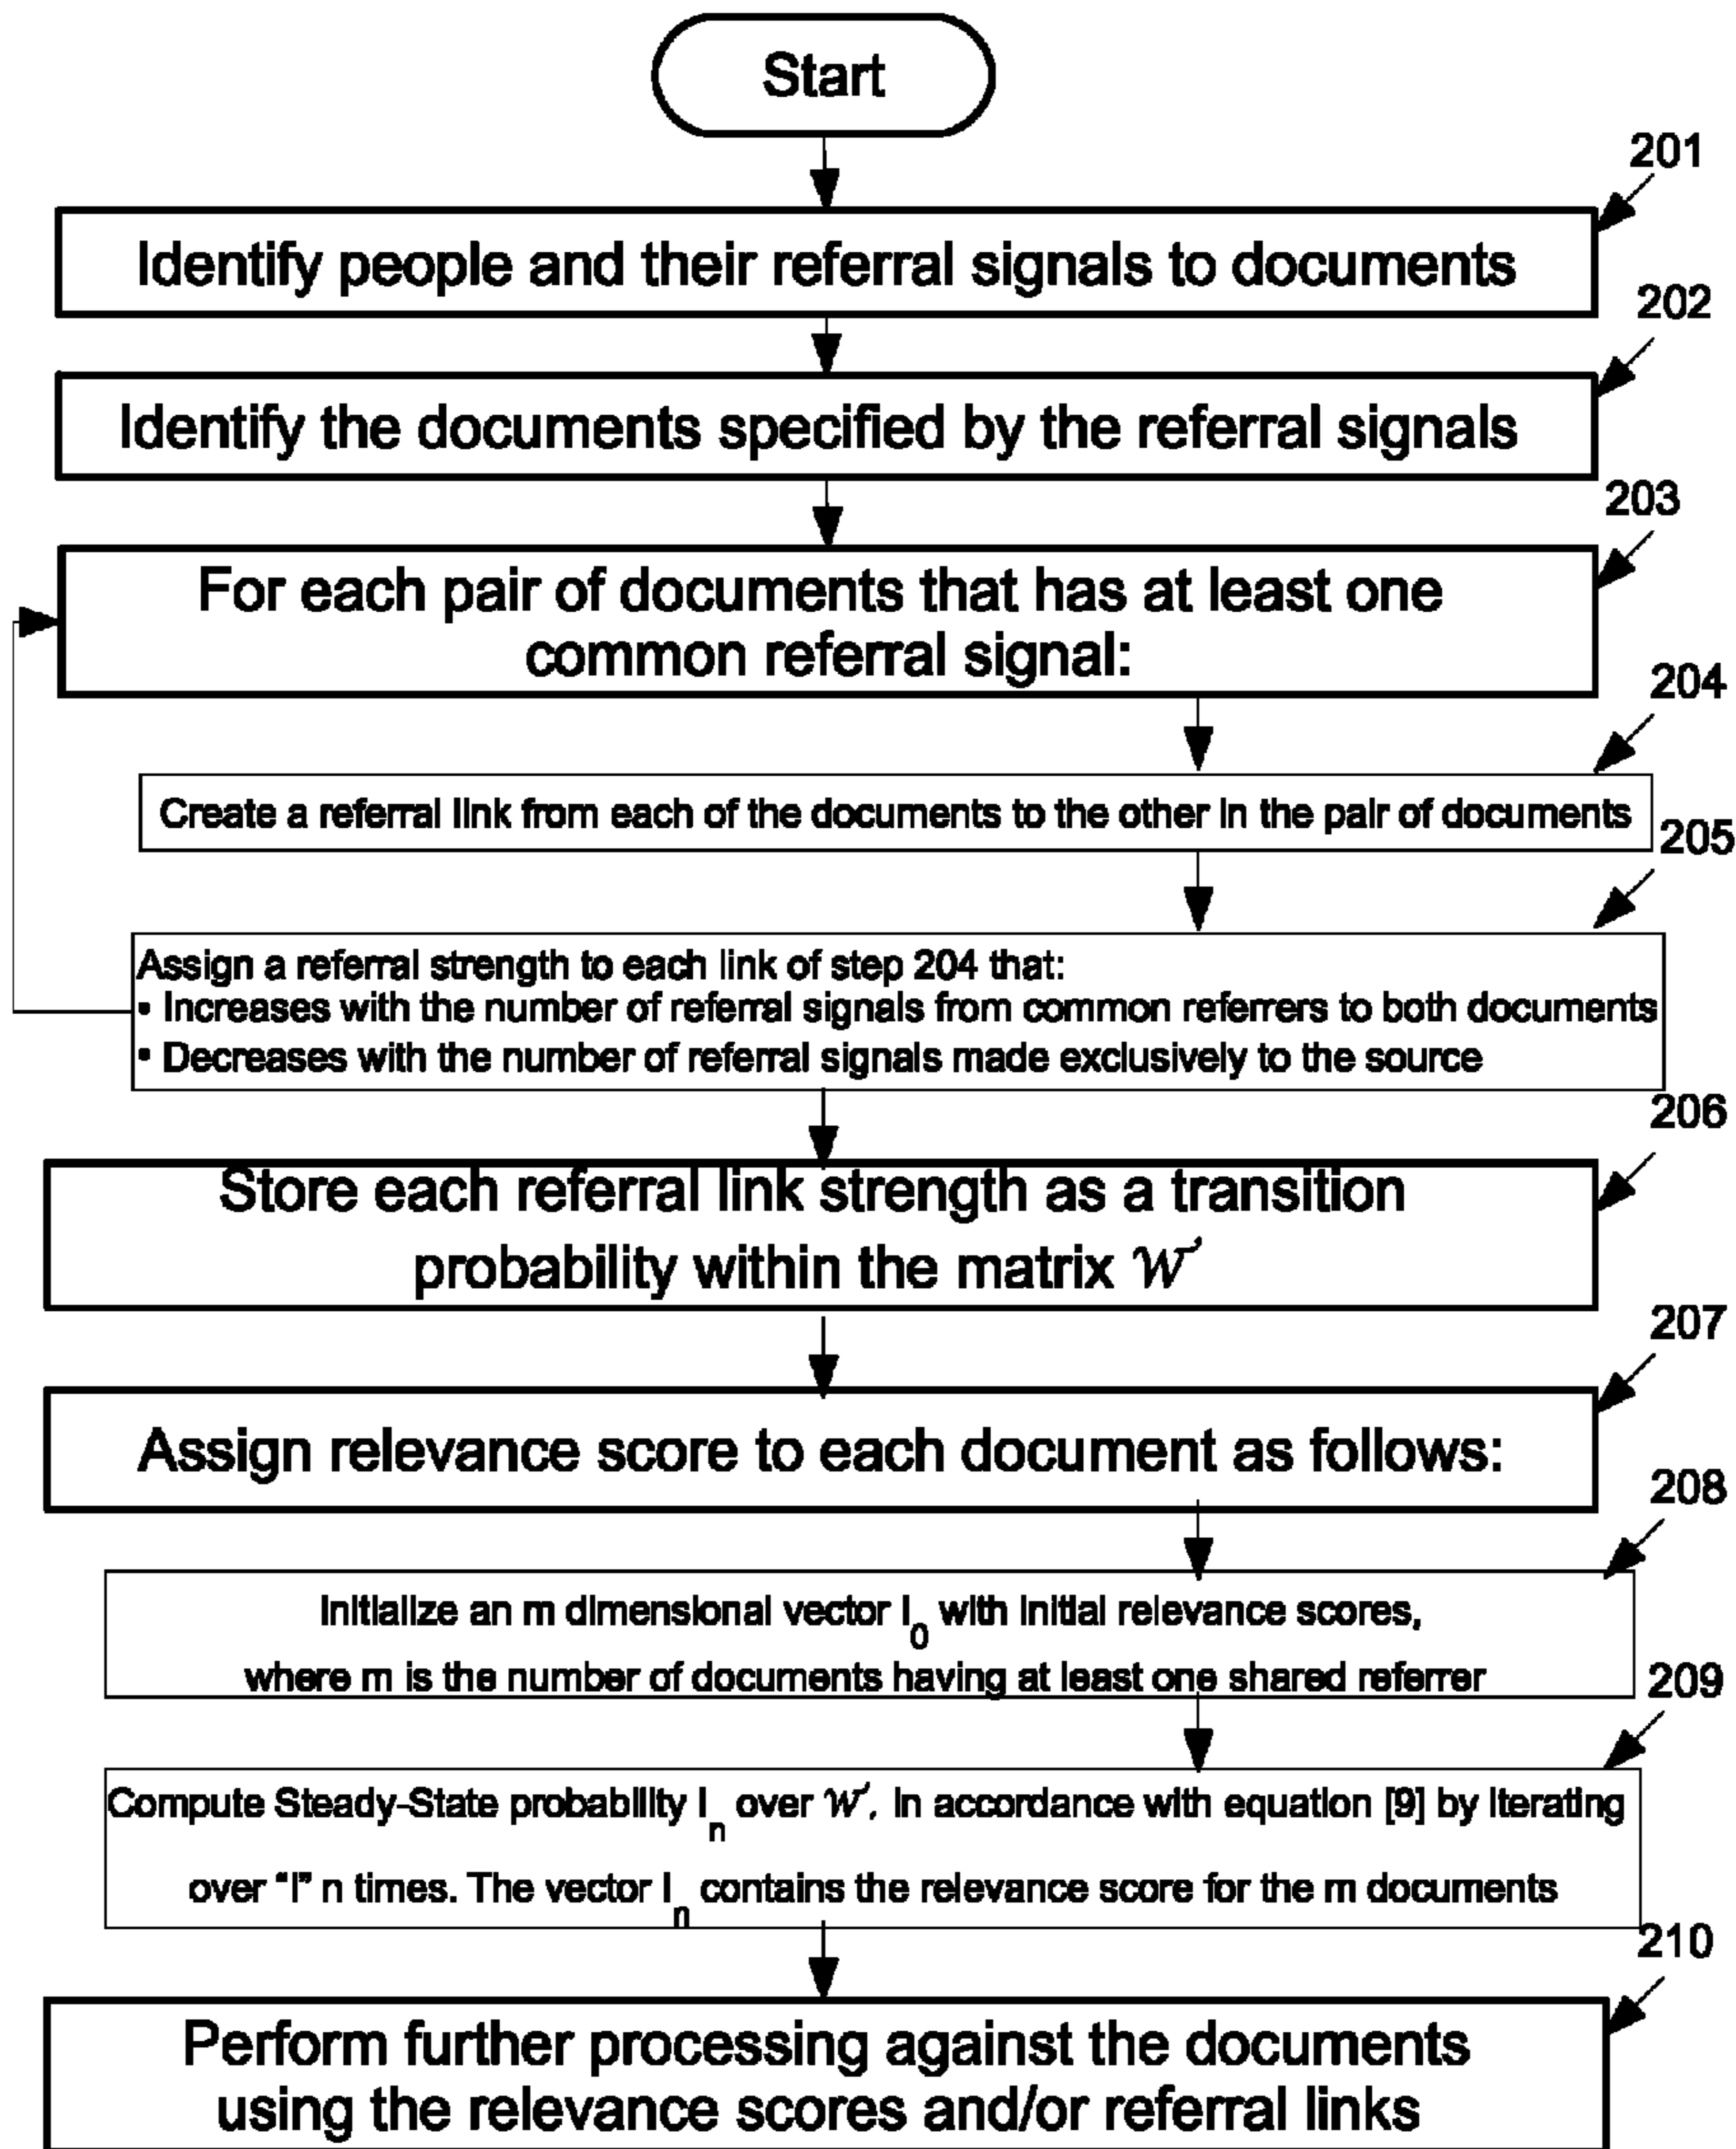 Start
201
Identify people and their referral signals to documents
202
Identify the documents specified by the referral signals
203
For each pair of documents that has at least one
common referral signal:
204
Create a referral link from each of the documents to the other in the pair of documents
205
Assign a referral strength to each link of step 204 that:
▪ Increases with the number of referral signals from common referrers to both documents
▪ Decreases with the number of referral signals made exclusively to the source
206
Store each referral link strength as a transition
probability within the matrix 𝒲′
207
Assign relevance score to each document as follows:
208
Initialize an m dimensional vector I₀ with initial relevance scores,
where m is the number of documents having at least one shared referrer
209
Compute Steady-State probability Iₙ over 𝒲′. In accordance with equation [9] by iterating
over “I” n times. The vector Iₙ contains the relevance score for the m documents
210
Perform further processing against the documents
using the relevance scores and/or referral links